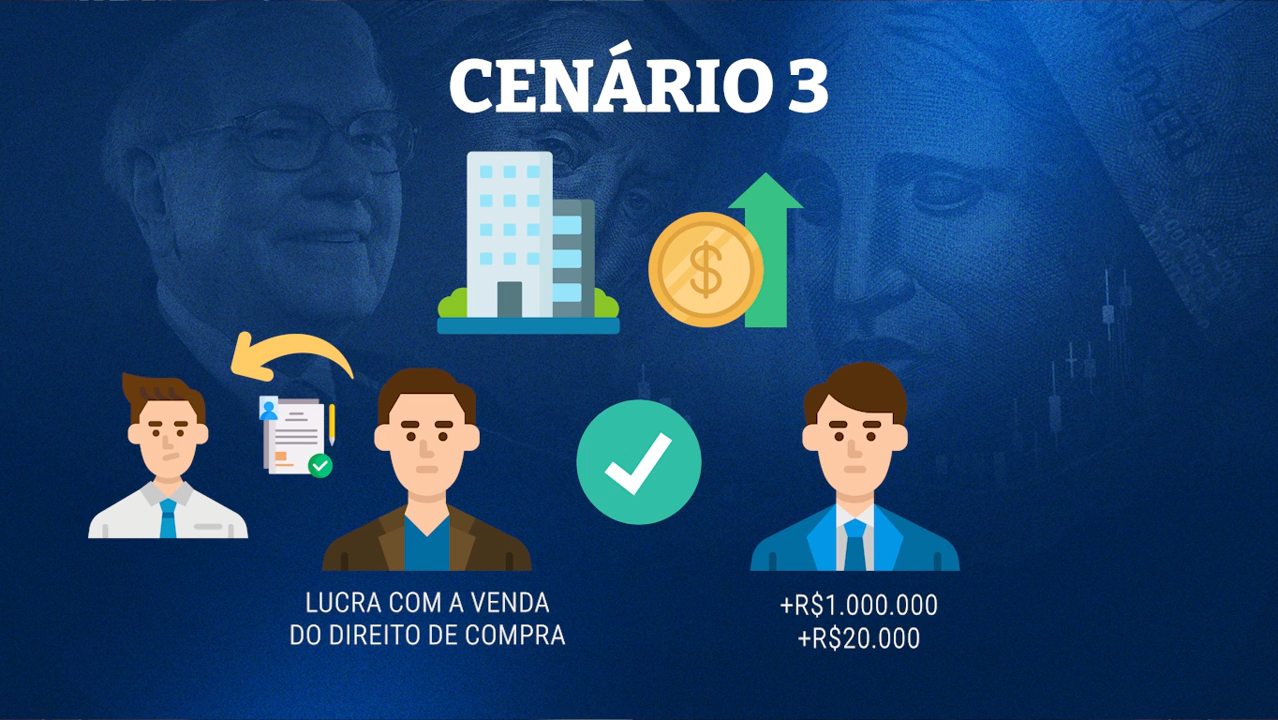 CENÁRIO 3
LUCRA COM A VENDA
DO DIREITO DE COMPRA
+R$1.000.000
+R$20.000